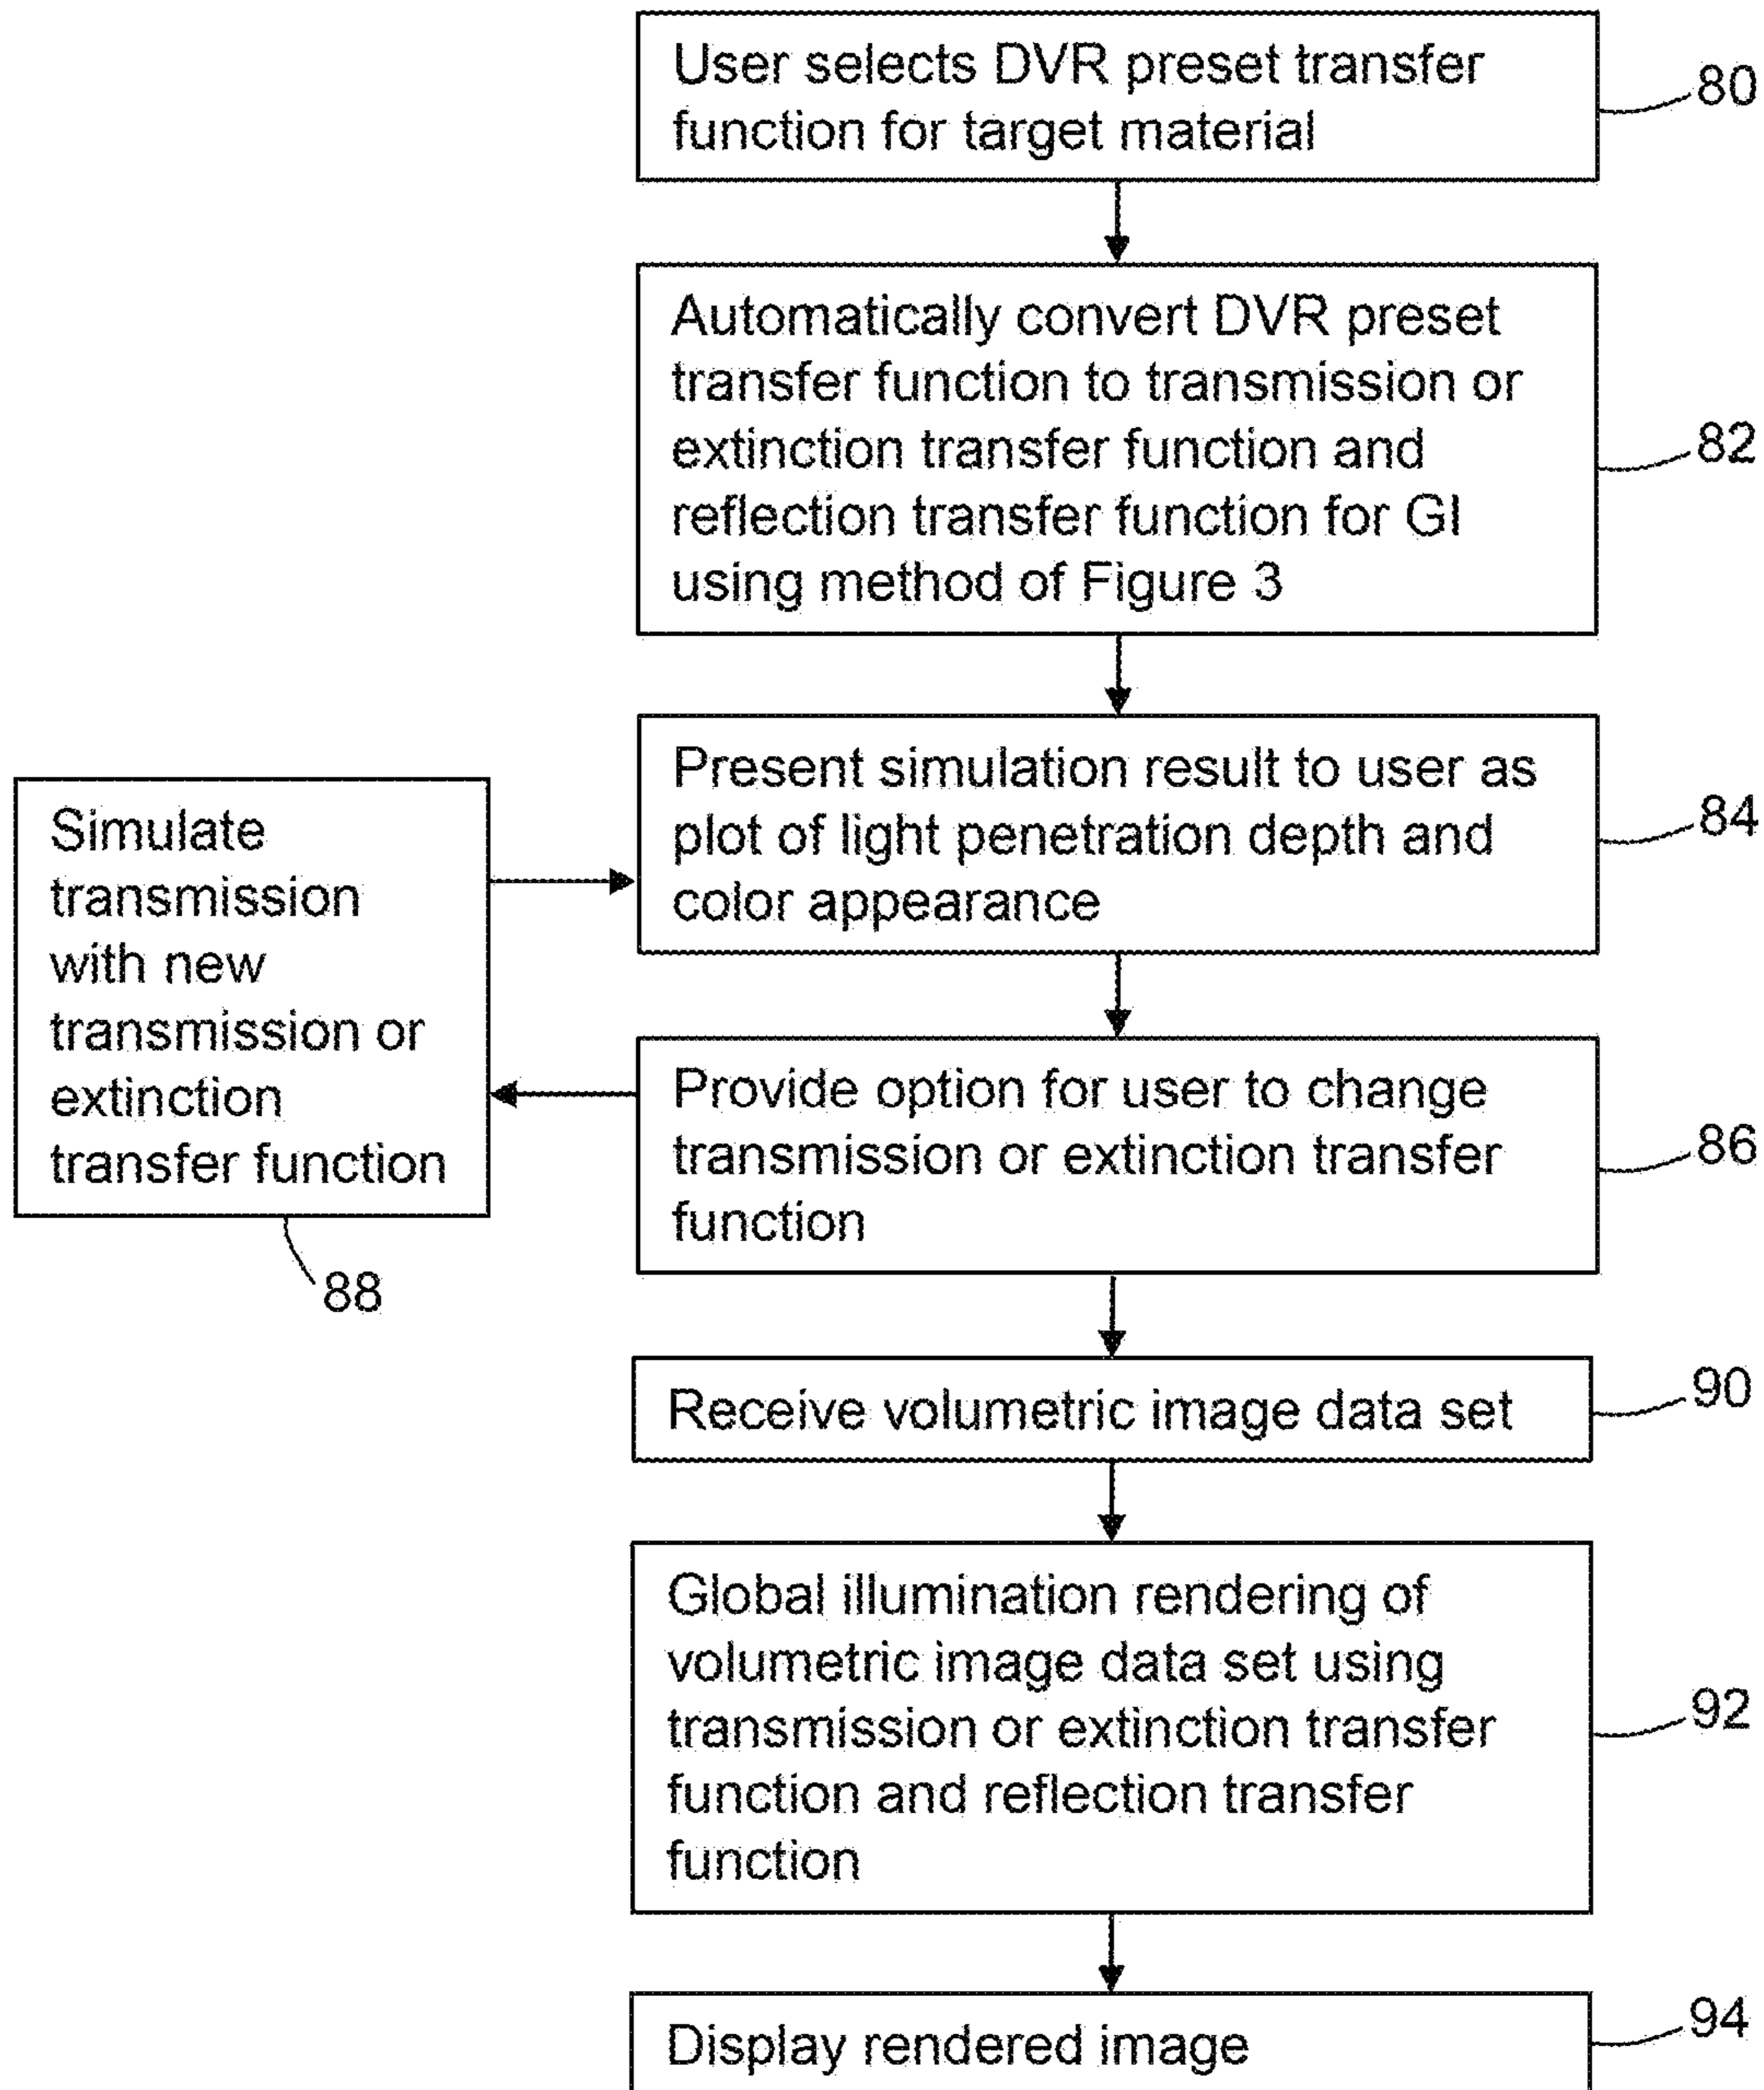 User selects DVR preset transfer
function for target material
80
Automatically convert DVR preset
transfer function to transmission or
extinction transfer function and
reflection transfer function for GI
using method of Figure 3
82
Present simulation result to user as
plot of light penetration depth and
color appearance
84
Simulate
transmission
with new
transmission or
extinction
transfer function
88
Provide option for user to change
transmission or extinction transfer
function
86
Receive volumetric image data set
90
Global illumination rendering of
volumetric image data set using
transmission or extinction transfer
function and reflection transfer
function
92
Display rendered image
94